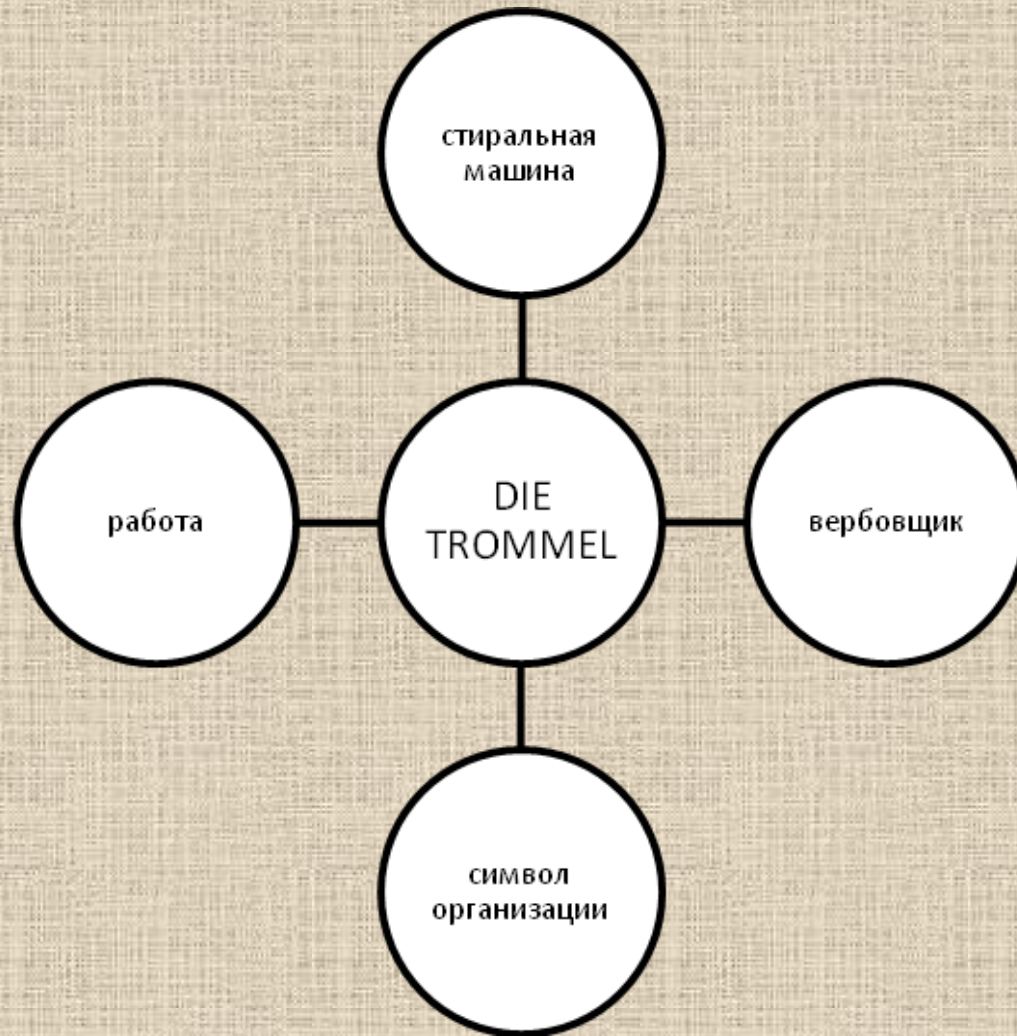 стиральная
машина
работа
DIE
TROMMEL
вербовщик
символ
организации